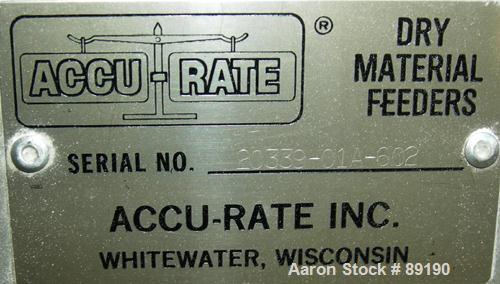 ACCU-RATE ®
DRY
MATERIAL
FEEDERS
SERIAL NO. 20339-01A-602
ACCU-RATE INC.
WHITEWATER, WISCONSIN
Aaron Stock # 89190